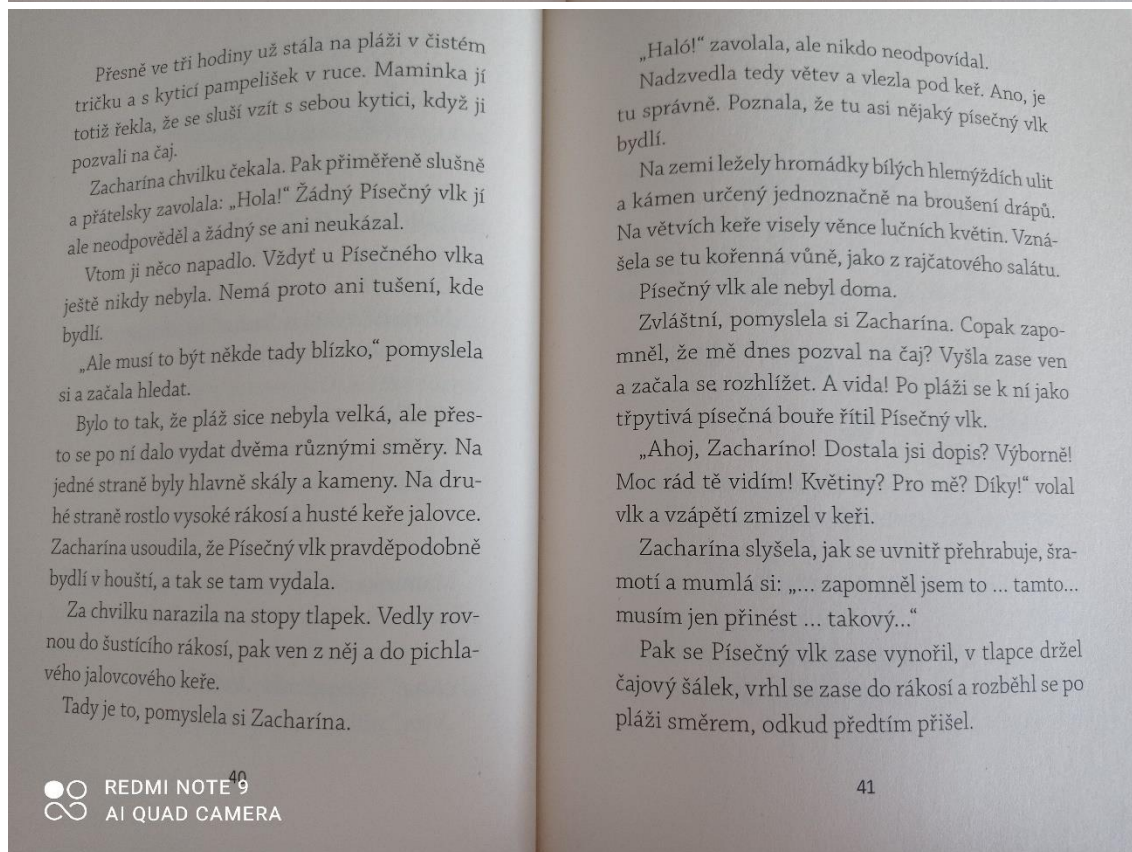 Přesně ve tři hodiny už stála na pláži v čistém
tričku a s kyticí pampelišek v ruce. Maminka jí
totiž řekla, že se sluší vzít s sebou kytici, když ji
pozvali na čaj.
Zacharína chvilku čekala. Pak přiměřeně slušně
a přátelsky zavolala: „Hola!“ Žádný Písečný vlk jí
ale neodpověděl a žádný se ani neukázal.
Vtom ji něco napadlo. Vždyť u Písečného vlka
ještě nikdy nebyla. Nemá proto ani tušení, kde
bydlí.
„Ale musí to být někde tady blízko,“ pomyslela
si a začala hledat.
Bylo to tak, že pláž sice nebyla velká, ale přes-
to se po ní dalo vydat dvěma různými směry. Na
jedné straně byly hlavně skály a kameny. Na dru-
hé straně rostlo vysoké rákosí a husté keře jalovce.
Zacharína usoudila, že Písečný vlk pravděpodobně
bydlí v houští, a tak se tam vydala.
Za chvilku narazila na stopy tlapek. Vedly rov-
nou do šustícího rákosí, pak ven z něj a do pichla-
vého jalovcového keře.
Tady je to, pomyslela si Zacharína.
40
REDMI NOTE 9
AI QUAD CAMERA
„Haló!“ zavolala, ale nikdo neodpovídal.
Nadzvedla tedy větev a vlezla pod keř. Ano, je
tu správně. Poznala, že tu asi nějaký písečný vlk
bydlí.
Na zemi ležely hromádky bílých hlemýždích ulit
a kámen určený jednoznačně na broušení drápů.
Na větvích keře visely věnce lučních květin. Vzná-
šela se tu kořenná vůně, jako z rajčatového salátu.
Písečný vlk ale nebyl doma.
Zvláštní, pomyslela si Zacharína. Copak zapo-
mněl, že mě dnes pozval na čaj? Vyšla zase ven
a začala se rozhlížet. A vida! Po pláži se k ní jako
třpytivá písečná bouře řítil Písečný vlk.
„Ahoj, Zacharíno! Dostala jsi dopis? Výborně!
Moc rád tě vidím! Květiny? Pro mě? Díky!“ volal
vlk a vzápětí zmizel v keři.
Zacharína slyšela, jak se uvnitř přehrabuje, šra-
motí a mumlá si: „... zapomněl jsem to ... tamto...
musím jen přinést ... takový...“
Pak se Písečný vlk zase vynořil, v tlapce držel
čajový šálek, vrhl se zase do rákosí a rozběhl se po
pláži směrem, odkud předtím přišel.
41